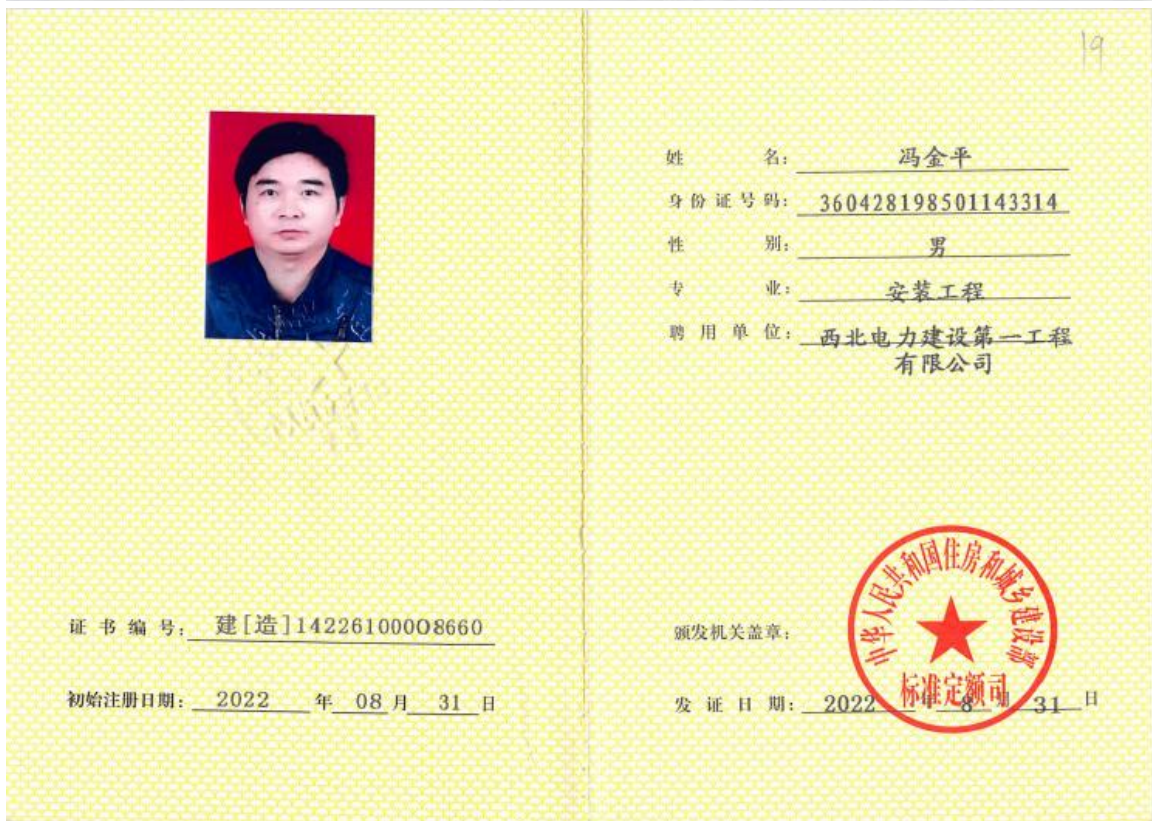 19
姓 名: 冯金平
身份证号码: 360428198501143314
性 别: 男
专 业: 安装工程
聘用单位: 西北电力建设第一工程
有限公司
证书编号: 建[造]14226100008660
初始注册日期: 2022 年 08 月 31 日
颁发机关盖章:
中华人民共和国住房和城乡建设部
标准定额司
发证日期: 2022 年 8 月 31 日